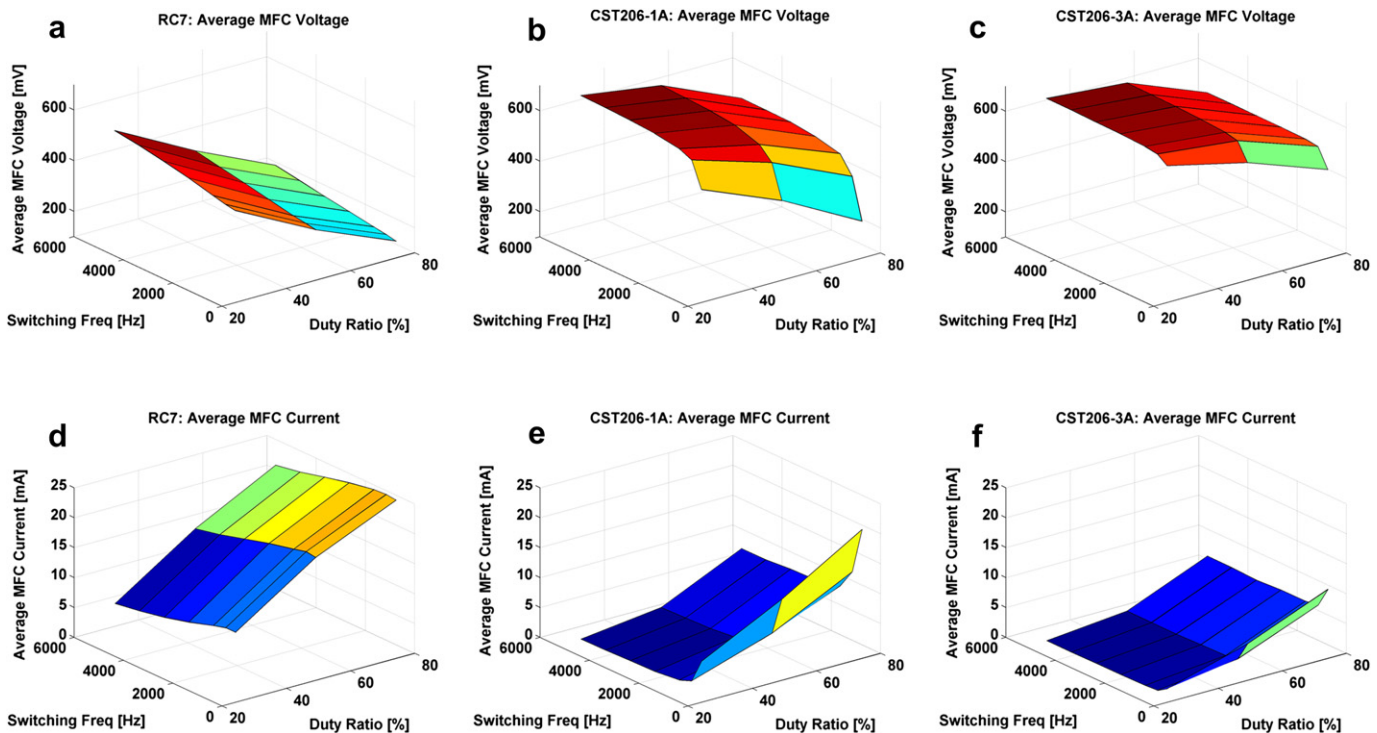 a
RC7: Average MFC Voltage
Average MFC Voltage [mV]
600
400
200
6000
4000
2000
0
20
40
60
80
Switching Freq [Hz]
Duty Ratio [%]
b
CST206-1A: Average MFC Voltage
Average MFC Voltage [mV]
600
400
200
6000
4000
2000
0
20
40
60
80
Switching Freq [Hz]
Duty Ratio [%]
c
CST206-3A: Average MFC Voltage
Average MFC Voltage [mV]
600
400
200
6000
4000
2000
0
20
40
60
80
Switching Freq [Hz]
Duty Ratio [%]
d
RC7: Average MFC Current
Average MFC Current [mA]
25
20
15
10
5
0
6000
4000
2000
0
20
40
60
80
Switching Freq [Hz]
Duty Ratio [%]
e
CST206-1A: Average MFC Current
Average MFC Current [mA]
25
20
15
10
5
0
6000
4000
2000
0
20
40
60
80
Switching Freq [Hz]
Duty Ratio [%]
f
CST206-3A: Average MFC Current
Average MFC Current [mA]
25
20
15
10
5
0
6000
4000
2000
0
20
40
60
80
Switching Freq [Hz]
Duty Ratio [%]